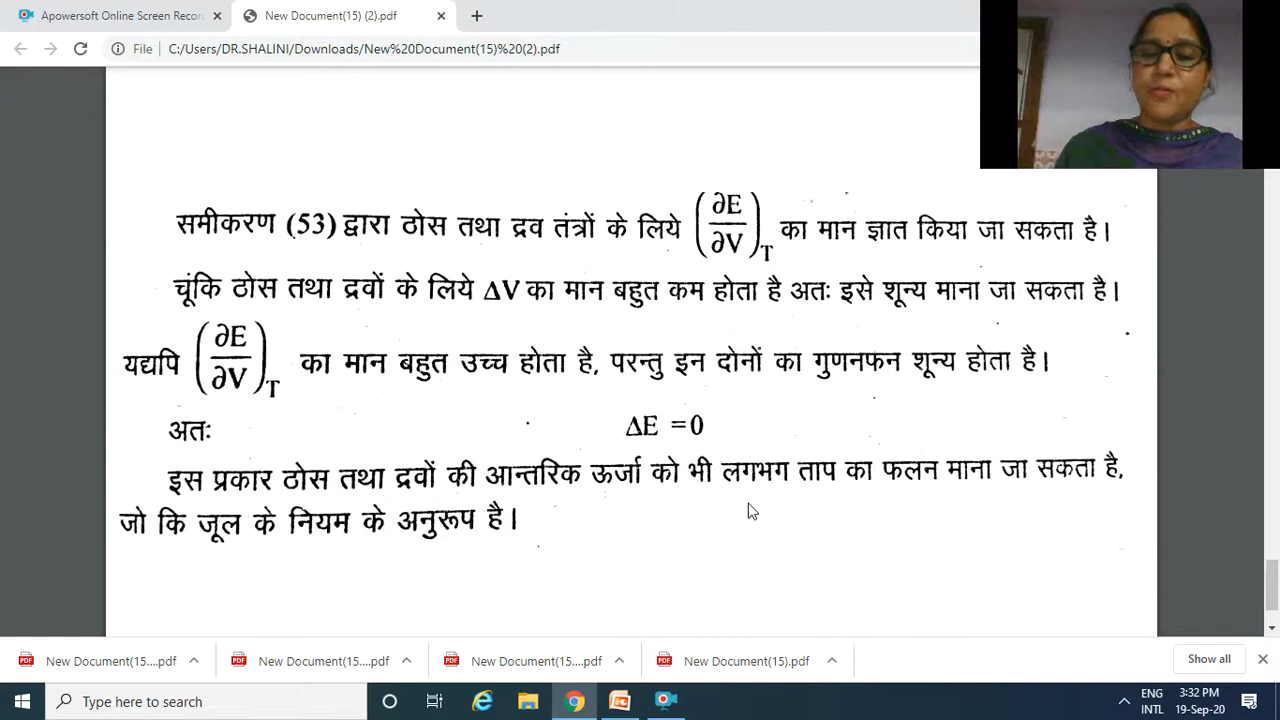 Apowersoft Online Screen Recor
New Document(15) (2).pdf
File C:/Users/DR.SHALINI/Downloads/New%20Document(15)%20(2).pdf
समीकरण (53) द्वारा ठोस तथा द्रव तंत्रों के लिये (∂E/∂V)T का मान ज्ञात किया जा सकता है।
चूंकि ठोस तथा द्रवों के लिये ΔV का मान बहुत कम होता है अतः इसे शून्य माना जा सकता है।
यद्यपि (∂E/∂V)T का मान बहुत उच्च होता है, परन्तु इन दोनों का गुणनफन शून्य होता है।
अतः ΔE =0
इस प्रकार ठोस तथा द्रवों की आन्तरिक ऊर्जा को भी लगभग ताप का फलन माना जा सकता है,
जो कि जूल के नियम के अनुरूप है।
New Document(15....pdf
New Document(15....pdf
New Document(15....pdf
New Document(15).pdf
Show all
Type here to search
ENG
INTL
3:32 PM
19-Sep-20